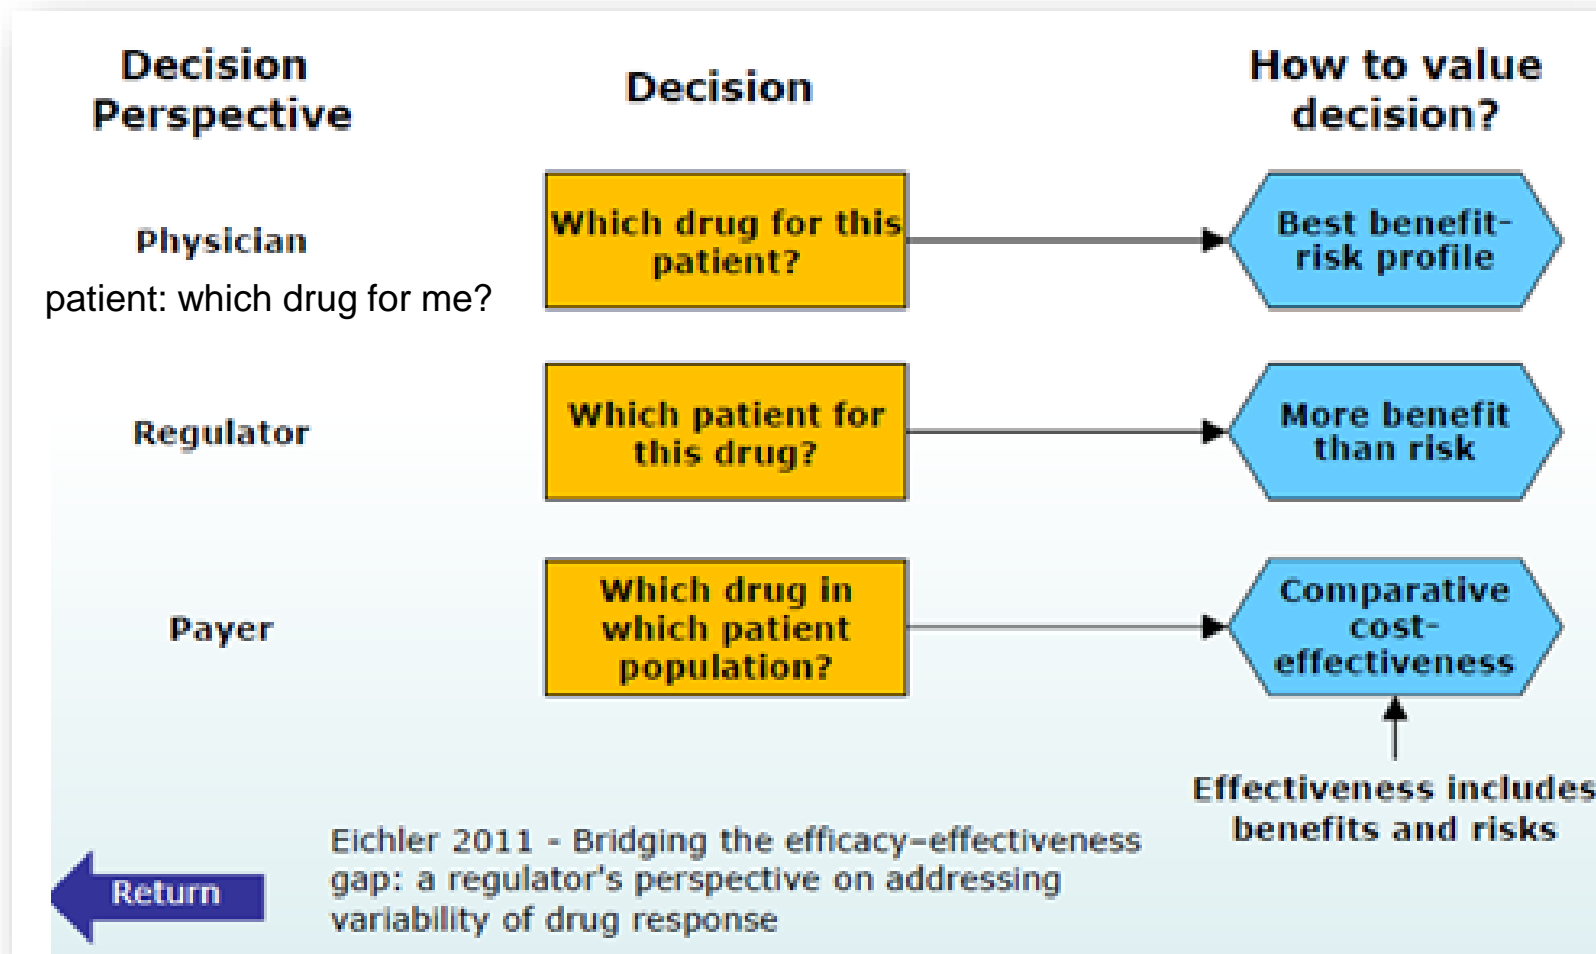 Decision
Perspective
Decision
How to value
decision?
Physician
patient: which drug for me?
Which drug for this
patient?
Best benefit-
risk profile
Regulator
Which patient for
this drug?
More benefit
than risk
Payer
Which drug in
which patient
population?
Comparative
cost-
effectiveness
Effectiveness includes
benefits and risks
Return
Eichler 2011 - Bridging the efficacy–effectiveness
gap: a regulator's perspective on addressing
variability of drug response